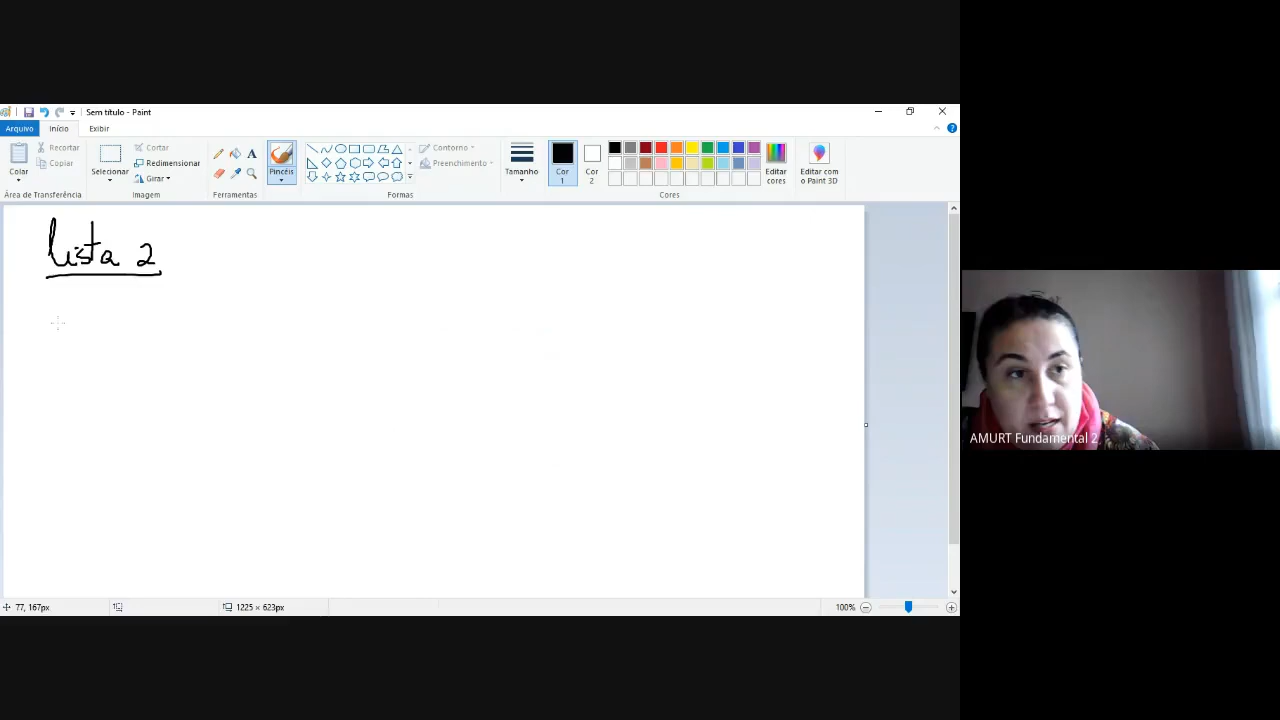 Sem título - Paint
Arquivo Início Exibir
Colar
Recortar
Copiar
Área de Transferência
Selecionar
Cortar
Redimensionar
Girar
Imagem
Ferramentas
Pincéis
Formas
Contorno
Preenchimento
Tamanho
Cor 1
Cor 2
Cores
Editar cores
Editar com o Paint 3D
Lista 2
AMURT Fundamental 2
77, 167px
1225 × 623px
100%